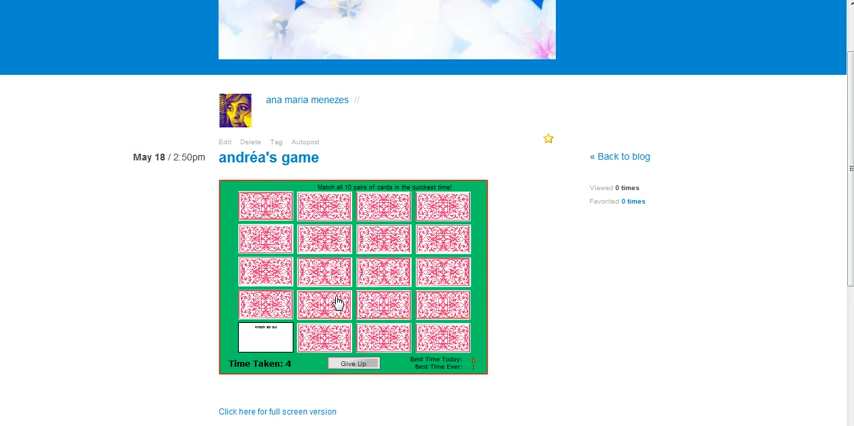 ana maria menezes //
Edit Delete Tag Autopost
May 18 / 2:50pm
andréa's game
« Back to blog
Viewed 0 times
Favorited 0 times
Match all 10 pairs of cards in the quickest time!
Time Taken: 4
Give Up
Best Time Today:
Best Time Ever:
Click here for full screen version